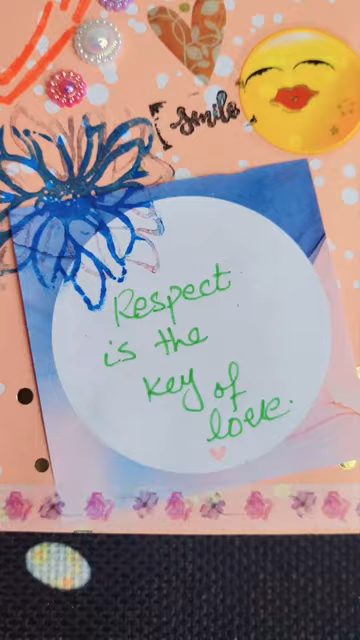 Smile
Respect
is the
key of
love.